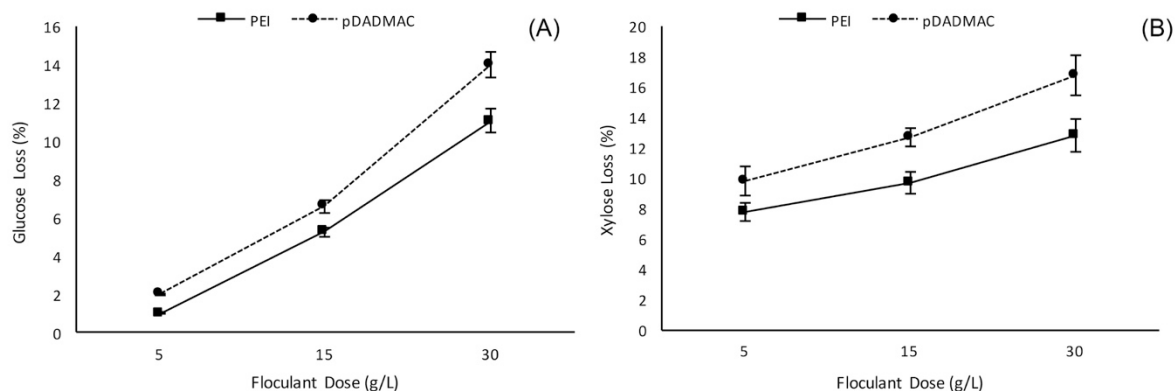 PEI pDADMAC (A)
16
14
12
10
8
6
4
2
0
Glucose Loss (%)
5 15 30
Floculant Dose (g/L)
PEI pDADMAC (B)
20
18
16
14
12
10
8
6
4
2
0
Xylose Loss (%)
5 15 30
Floculant Dose (g/L)